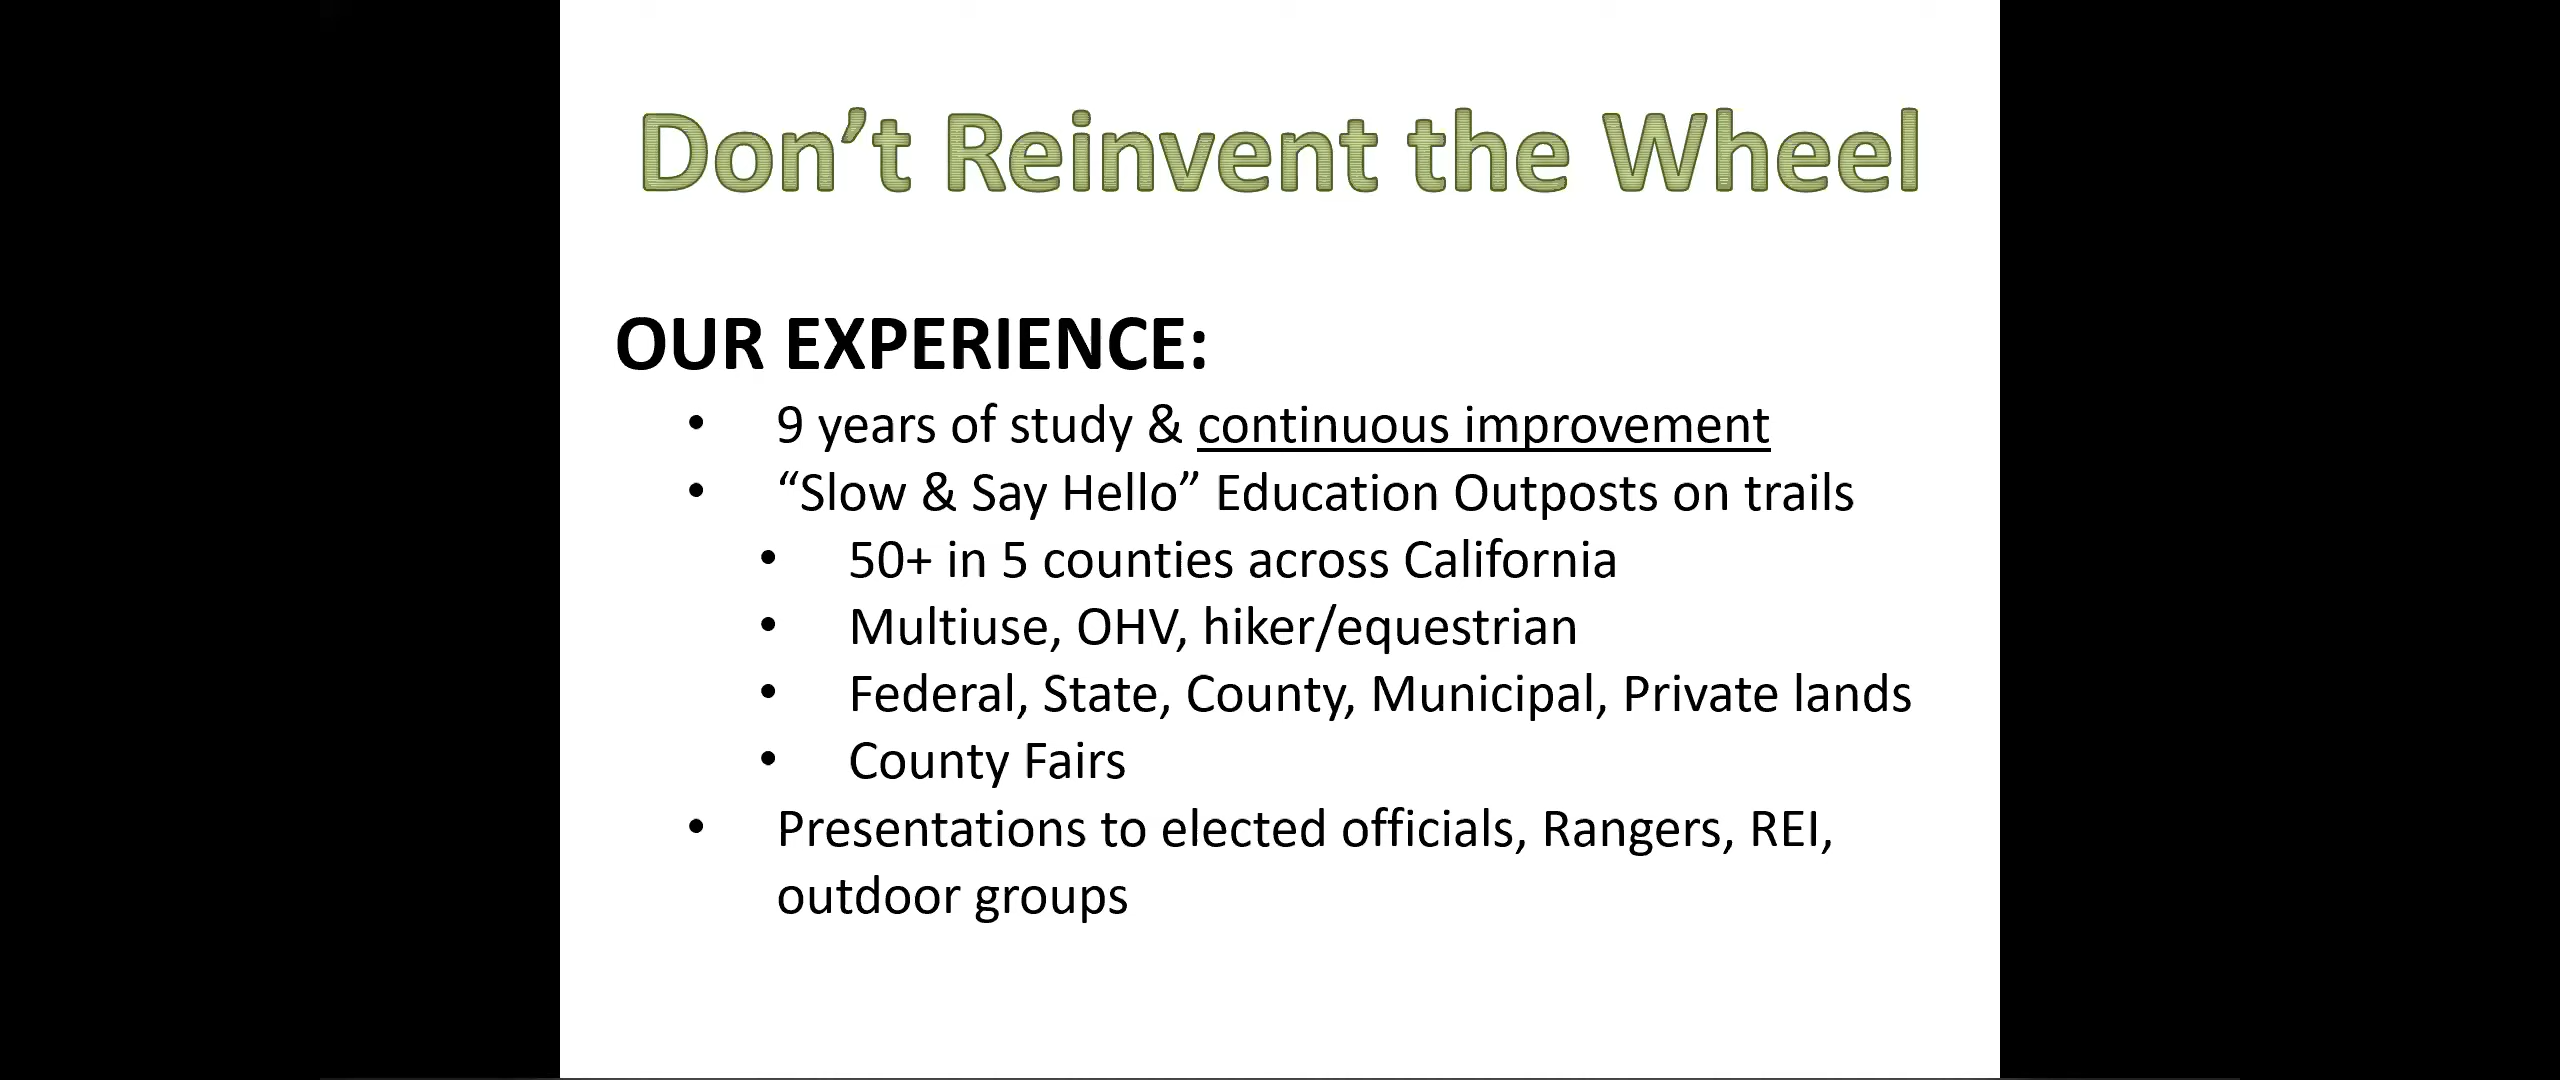 Don’t Reinvent the Wheel
OUR EXPERIENCE:
• 9 years of study & continuous improvement
• “Slow & Say Hello” Education Outposts on trails
• 50+ in 5 counties across California
• Multiuse, OHV, hiker/equestrian
• Federal, State, County, Municipal, Private lands
• County Fairs
• Presentations to elected officials, Rangers, REI,
outdoor groups